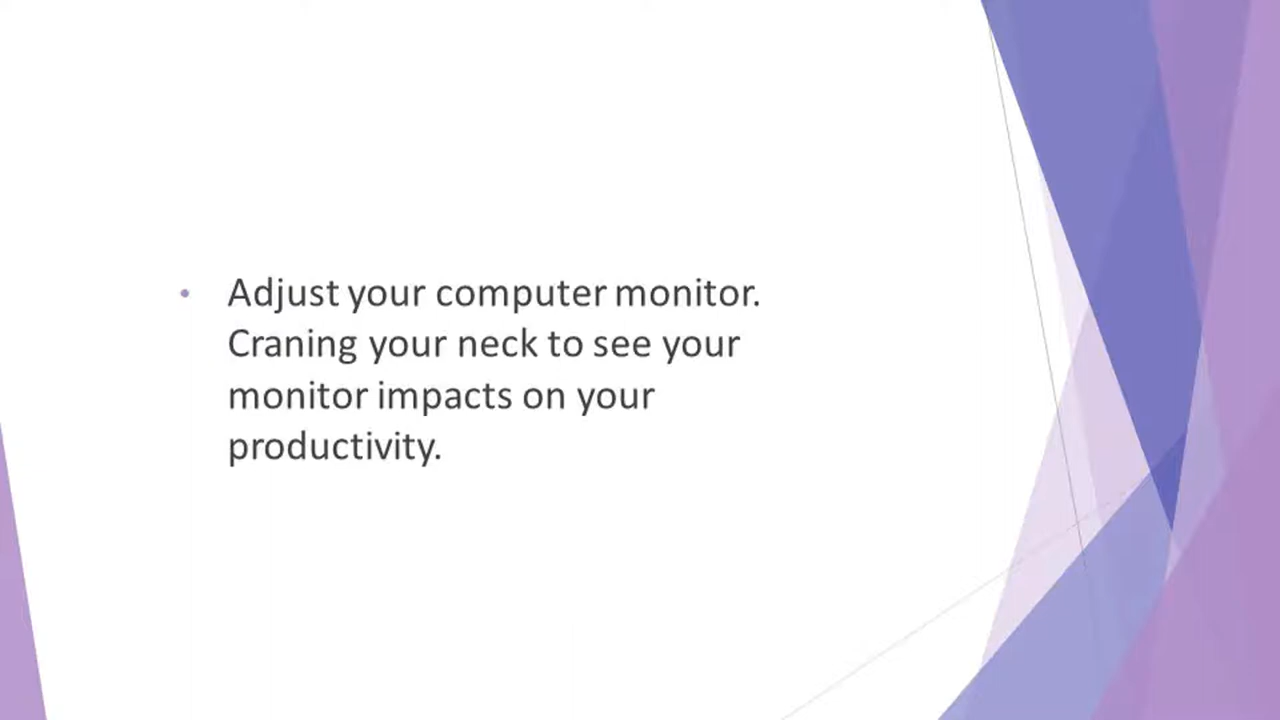 • Adjust your computer monitor.
Craning your neck to see your
monitor impacts on your
productivity.